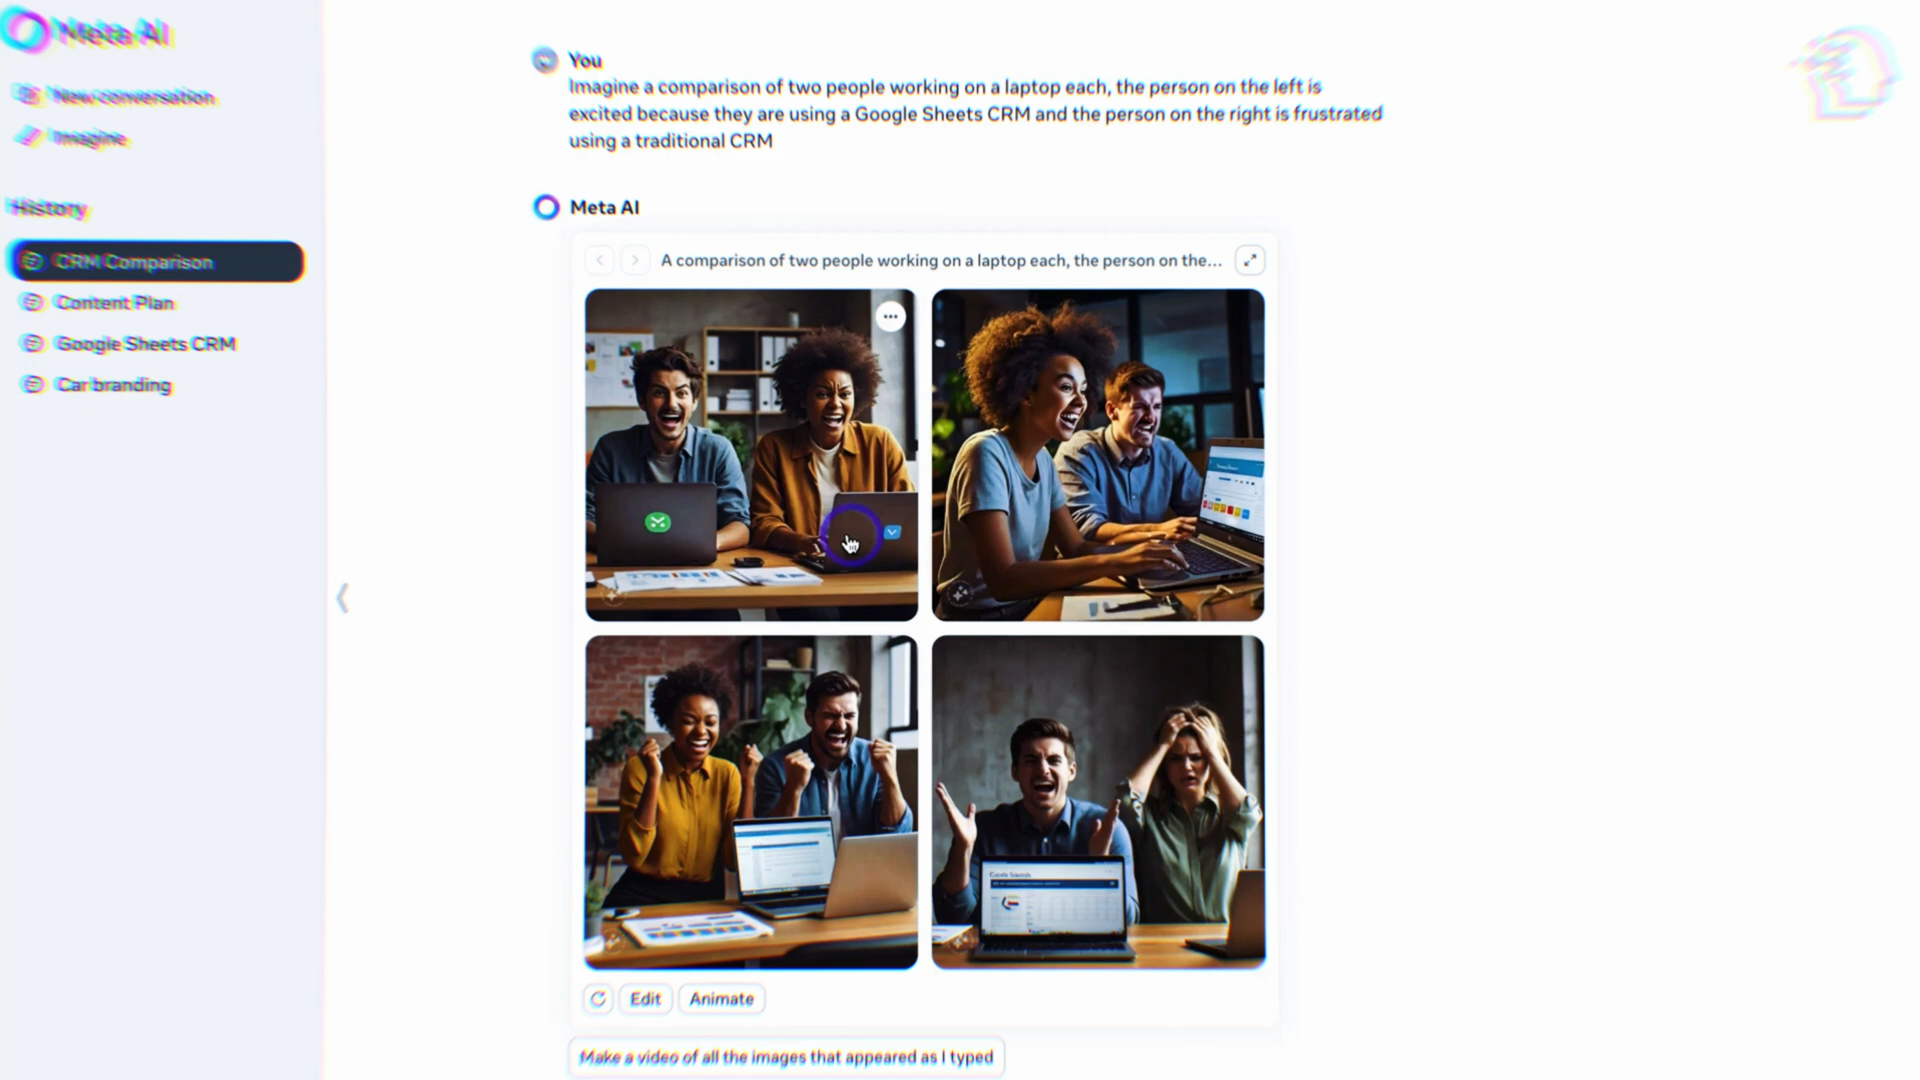 Meta AI
New conversation
Imagine
History
CRM Comparison
Content Plan
Google Sheets CRM
Car branding
You
Imagine a comparison of two people working on a laptop each, the person on the left is
excited because they are using a Google Sheets CRM and the person on the right is frustrated
using a traditional CRM
Meta AI
A comparison of two people working on a laptop each, the person on the...
Edit
Animate
Make a video of all the images that appeared as I typed